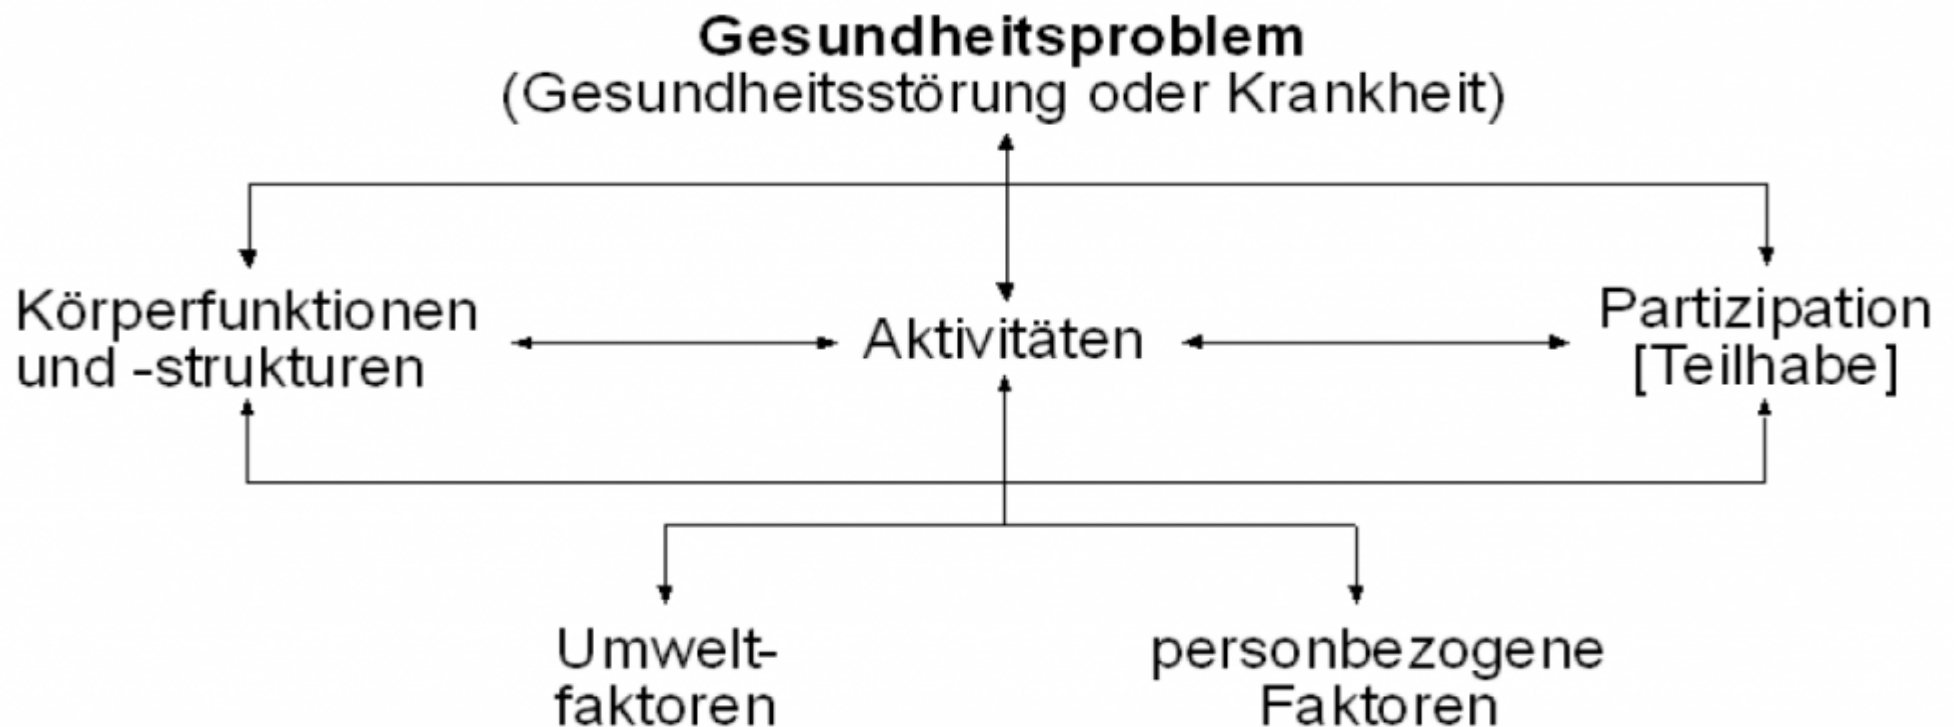 Gesundheitsproblem
(Gesundheitsstörung oder Krankheit)
Körperfunktionen
und -strukturen
Aktivitäten
Partizipation
[Teilhabe]
Umwelt-
faktoren
personbezogene
Faktoren